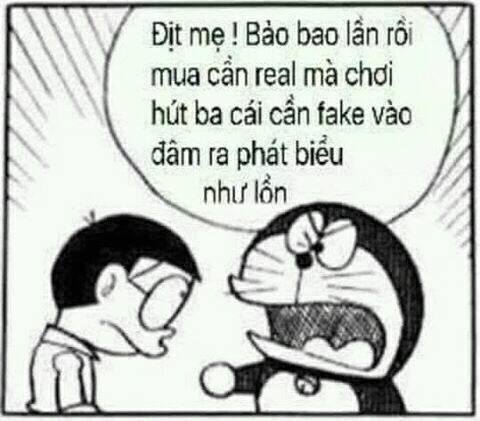 Địt mẹ ! Bảo bao lần rồi
mua cần real mà chơi
hút ba cái cần fake vào
đâm ra phát biểu
như lồn